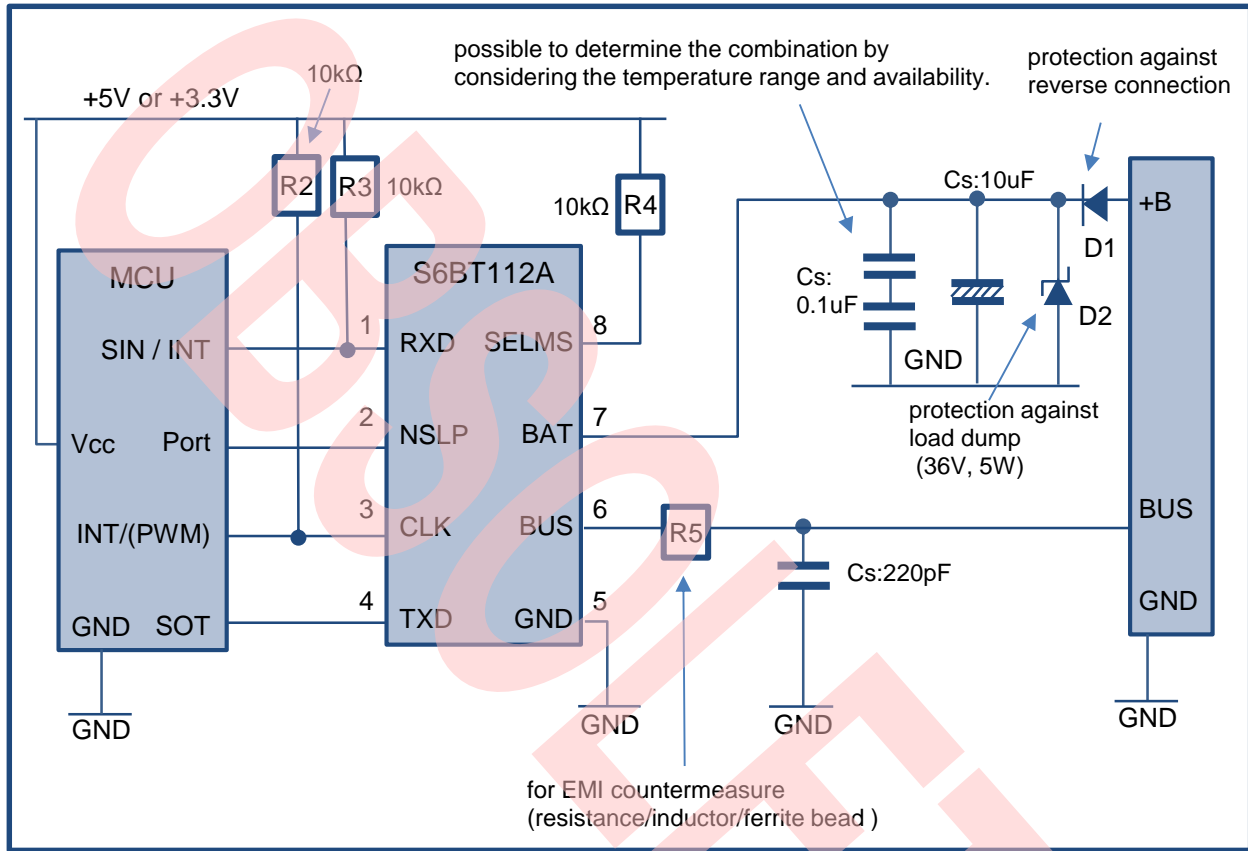 possible to determine the combination by
considering the temperature range and availability.
protection against
reverse connection
10kΩ
+5V or +3.3V
R2
R3
10kΩ
10kΩ
R4
Cs:10uF
+B
D1
MCU
S6BT112A
Cs:
0.1uF
D2
1
8
SIN / INT
RXD
SELMS
GND
2
7
Vcc
Port
NSLP
BAT
protection against
load dump
(36V, 5W)
3
6
INT/(PWM)
CLK
BUS
R5
BUS
Cs:220pF
4
5
GND
SOT
TXD
GND
GND
GND
GND
GND
GND
for EMI countermeasure
(resistance/inductor/ferrite bead )
OBSOLET